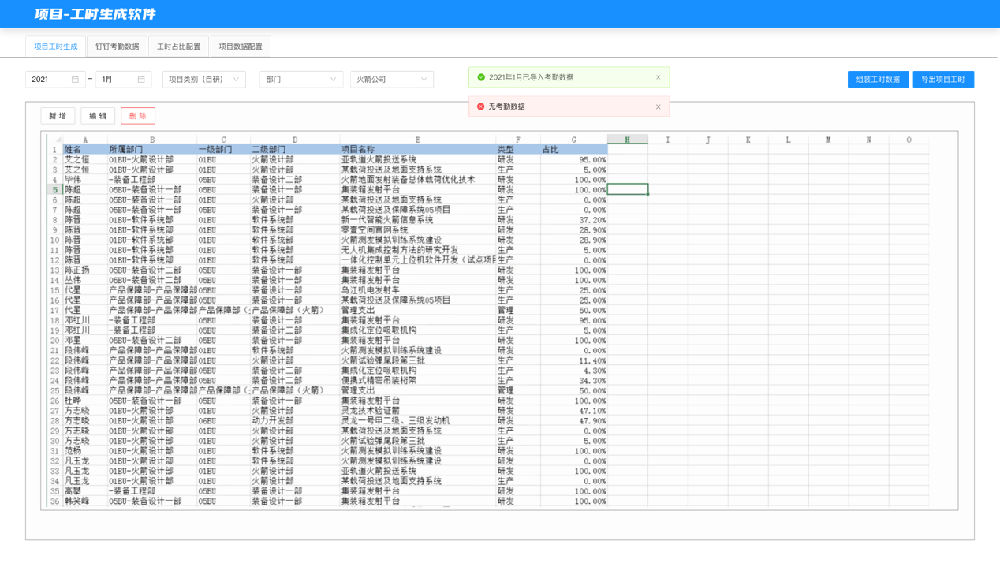 项目-工时生成软件
项目工时生成 钉钉考勤数据 工时占比配置 项目数据配置
2021 - 1月 项目类别（自研） 部门 火箭公司 2021年1月已导入考勤数据 组装工时数据 导出项目工时
无考勤数据
新 增 编 辑 删 除
A B C D E F G H I J K L M N O
1 姓名 所属部门 一级部门 二级部门 项目名称 类型 占比
2 艾之恒 01BU-火箭设计部 01BU 火箭设计部 亚轨道火箭投送系统 研发 95.00%
3 艾之恒 01BU-火箭设计部 01BU 火箭设计部 某载荷投送及地面支持系统 生产 5.00%
4 毕伟 -装备工程部 05BU 装备设计二部 火箭地面发射装备总体载荷优化技术 研发 100.00%
5 陈超 05BU-装备设计一部 05BU 装备设计一部 集装箱发射平台 研发 100.00%
6 陈超 05BU-装备设计一部 01BU 火箭设计部 某载荷投送及地面支持系统 生产 0.00%
7 陈超 05BU-装备设计一部 05BU 装备设计一部 某载荷投送及保障系统05项目 生产 0.00%
8 陈晋 01BU-软件系统部 01BU 软件系统部 新一代智能火箭信息系统 研发 37.20%
9 陈晋 01BU-软件系统部 01BU 软件系统部 零壹空间官网系统 研发 28.90%
10 陈晋 01BU-软件系统部 01BU 软件系统部 火箭测发模拟训练系统建设 研发 28.90%
11 陈晋 01BU-软件系统部 01BU 软件系统部 无人机集成控制方法的研究开发 生产 5.00%
12 陈晋 01BU-软件系统部 01BU 软件系统部 一体化控制单元上位机软件开发（试点项目 生产 0.00%
13 陈正扬 05BU-装备设计二部 05BU 装备设计一部 集装箱发射平台 研发 100.00%
14 丛伟 05BU-装备设计二部 05BU 装备设计一部 集装箱发射平台 研发 100.00%
15 代星 产品保障部-产品保障部 05BU 装备设计一部 乌江机电发射车 生产 25.00%
16 代星 产品保障部-产品保障部 05BU 装备设计一部 某载荷投送及保障系统05项目 生产 25.00%
17 代星 产品保障部-产品保障部 产品保障部（ 产品保障部（火箭） 管理支出 管理 50.00%
18 邓红川 -装备工程部 05BU 装备设计一部 集装箱发射平台 研发 95.00%
19 邓红川 -装备工程部 05BU 装备设计二部 集成化定位吸取机构 生产 5.00%
20 邓星 05BU-装备设计二部 05BU 装备设计一部 集装箱发射平台 研发 100.00%
21 段伟峰 产品保障部-产品保障部 01BU 软件系统部 火箭测发模拟训练系统建设 研发 0.00%
22 段伟峰 产品保障部-产品保障部 01BU 火箭设计部 火箭试验弹尾段第三批 生产 11.40%
23 段伟峰 产品保障部-产品保障部 05BU 装备设计二部 集成化定位吸取机构 生产 4.30%
24 段伟峰 产品保障部-产品保障部 05BU 装备设计二部 便携式精密吊装桁架 生产 34.30%
25 段伟峰 产品保障部-产品保障部 产品保障部（ 产品保障部（火箭） 管理支出 管理 50.00%
26 杜晔 05BU-装备设计一部 05BU 装备设计一部 集装箱发射平台 研发 100.00%
27 方志晓 01BU-火箭设计部 01BU 火箭设计部 灵龙技术验证箭 研发 47.10%
28 方志晓 01BU-火箭设计部 06BU 动力开发部 灵龙一号甲二级、三级发动机 研发 47.90%
29 方志晓 01BU-火箭设计部 01BU 火箭设计部 某载荷投送及地面支持系统 生产 0.00%
30 方志晓 01BU-火箭设计部 01BU 火箭设计部 火箭试验弹尾段第三批 生产 5.00%
31 范杨 01BU-火箭设计部 01BU 软件系统部 火箭测发模拟训练系统建设 研发 100.00%
32 凡玉龙 01BU-火箭设计部 01BU 软件系统部 火箭测发模拟训练系统建设 研发 0.00%
33 凡玉龙 01BU-火箭设计部 01BU 火箭设计部 亚轨道火箭投送系统 研发 100.00%
34 凡玉龙 01BU-火箭设计部 01BU 火箭设计部 某载荷投送及地面支持系统 生产 0.00%
35 高攀 -装备工程部 05BU 装备设计一部 集装箱发射平台 研发 100.00%
36 韩笑峰 05BU-装备设计一部 05BU 装备设计一部 集装箱发射平台 研发 100.00%